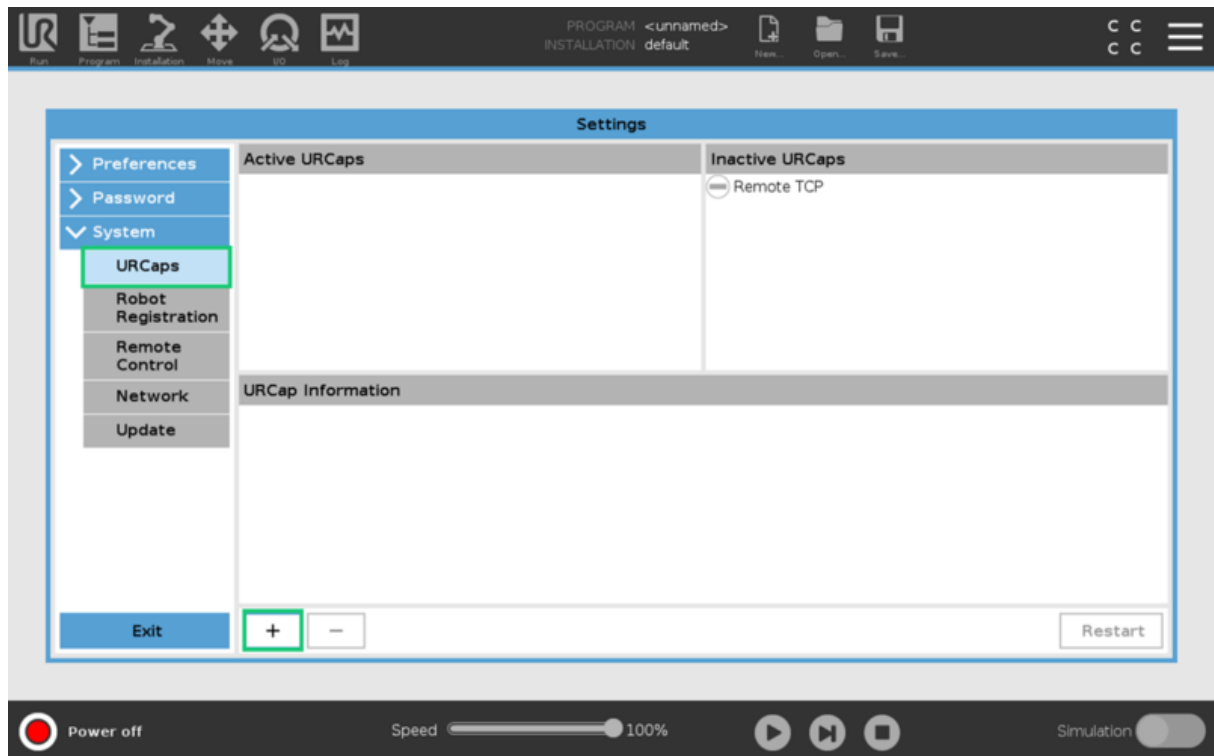 PROGRAM <unnamed>
INSTALLATION default
C C
C C
Run Program Installation Move I/O Log New... Open... Save...
Settings
Preferences
Password
System
URCaps
Robot
Registration
Remote
Control
Network
Update
Exit
Active URCaps
Inactive URCaps
Remote TCP
URCap Information
+ −
Restart
Power off
Speed 100%
Simulation